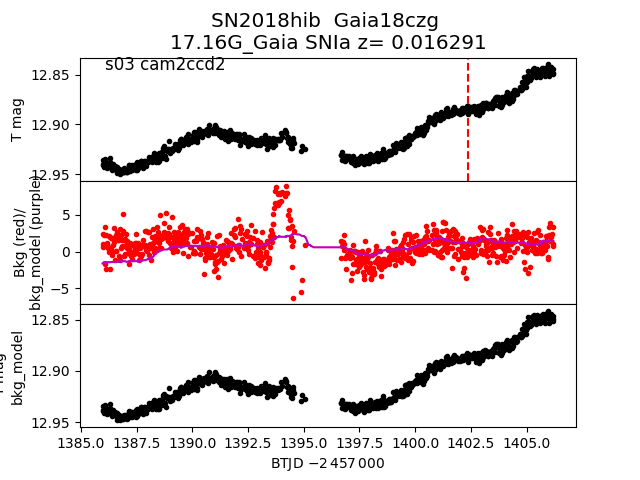 SN2018hib  Gaia18czg
17.16G_Gaia SNIa z= 0.016291
s03 cam2ccd2
12.85
12.90
12.95
T mag
5
0
−5
Bkg (red)/
bkg_model (purple)
12.85
12.90
12.95
bkg_model
1385.0 1387.5 1390.0 1392.5 1395.0 1397.5 1400.0 1402.5 1405.0
BTJD −2 457 000